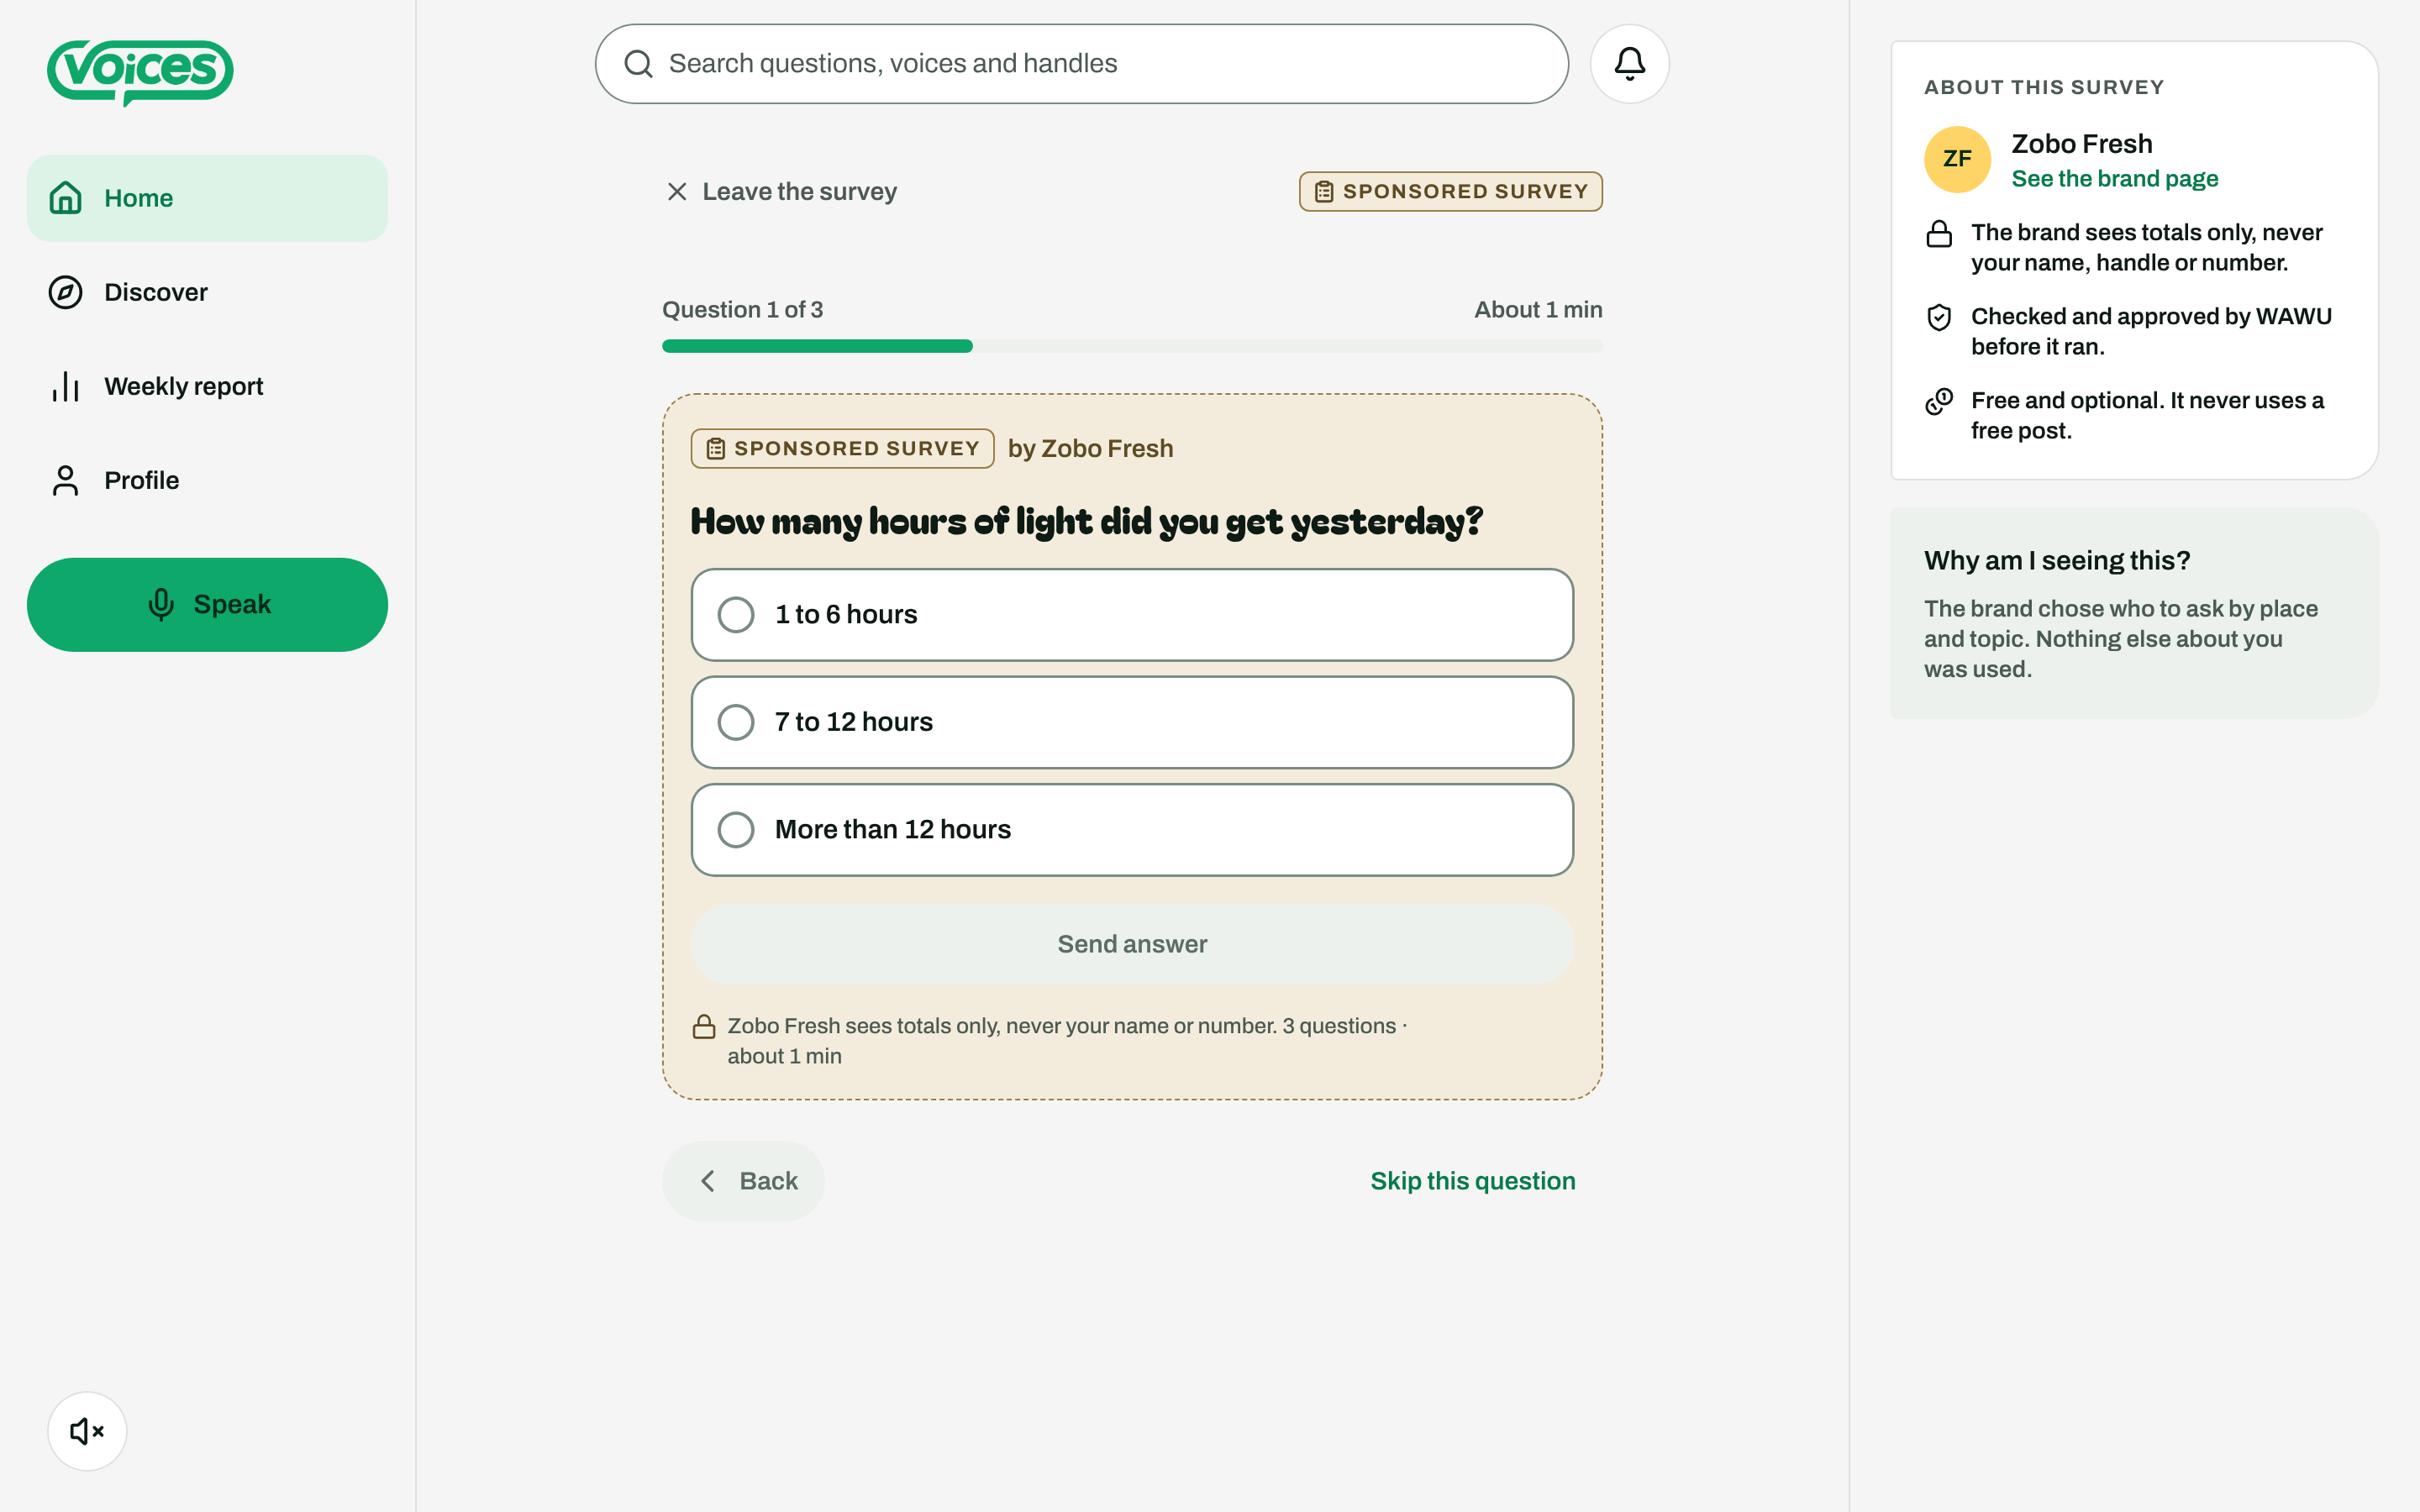 Voices
Home
Discover
Weekly report
Profile
Speak
Search questions, voices and handles
Leave the survey
SPONSORED SURVEY
Question 1 of 3
About 1 min
SPONSORED SURVEY
by Zobo Fresh
How many hours of light did you get yesterday?
1 to 6 hours
7 to 12 hours
More than 12 hours
Send answer
Zobo Fresh sees totals only, never your name or number. 3 questions ·
about 1 min
Back
Skip this question
ABOUT THIS SURVEY
ZF
Zobo Fresh
See the brand page
The brand sees totals only, never
your name, handle or number.
Checked and approved by WAWU
before it ran.
Free and optional. It never uses a
free post.
Why am I seeing this?
The brand chose who to ask by place
and topic. Nothing else about you
was used.